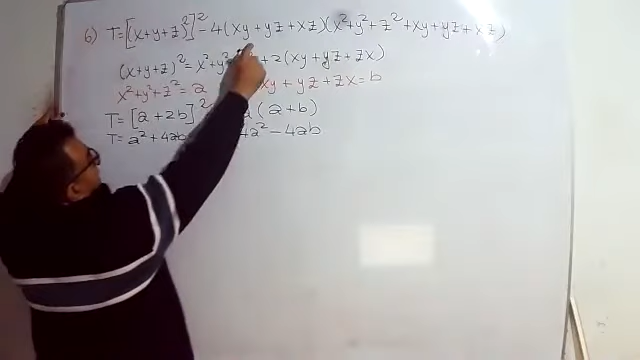 6) T=[(x+y+z)²]²-4(xy+yz+xz)(x²+y²+z²+xy+yz+xz)
(x+y+z)²=x²+y² +2(xy+yz+zx)
x²+y²+z²=a xy+yz+zx=b
T=[a+2b]² (a+b)
T=a²+4ab 4a²-4ab